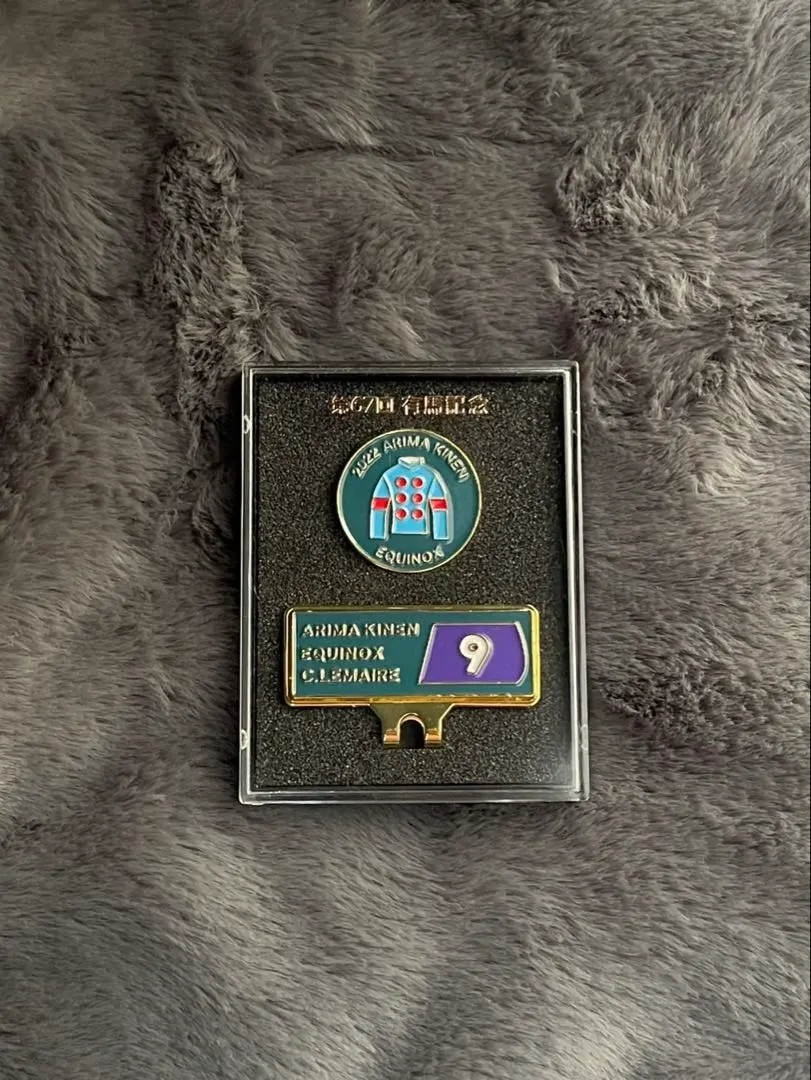 第67回 有馬記念
2022 ARIMA KINEN
EQUINOX
ARIMA KINEN
EQUINOX
C.LEMAIRE
9